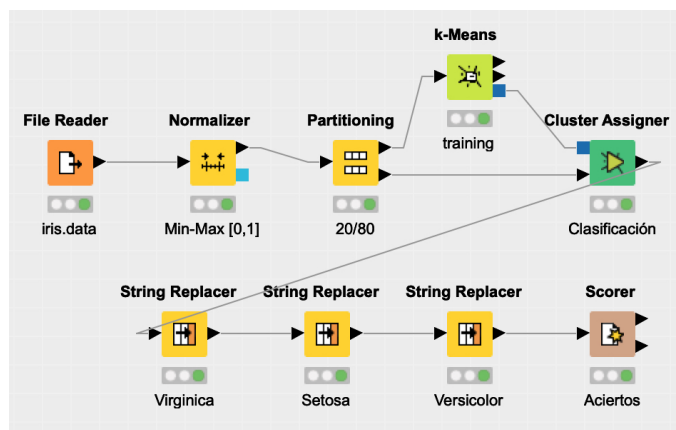 k-Means
File Reader
Normalizer
Partitioning
Cluster Assigner
training
iris.data
Min-Max [0,1]
20/80
Clasificación
String Replacer
String Replacer
String Replacer
Scorer
Virginica
Setosa
Versicolor
Aciertos